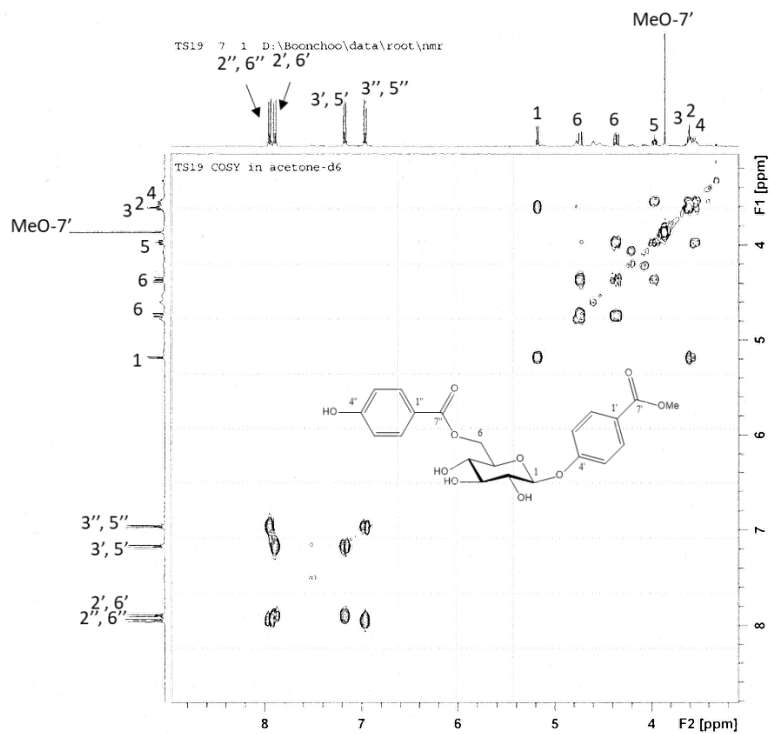 MeO-7’
TS19 7 1 D:\Boonchoo\data\root\nmr
2’’, 6’’ 2’, 6’
3’, 5’ 3’’, 5’’
1 6 6 5 3 2 4
TS19 COSY in acetone-d6
F1 [ppm]
4
2
3
MeO-7’
5
6
6
1
4
5
6
7
8
O
4''
1''
7''
HO
O
O
6
O
1'
7'
OMe
O
1
4'
O
HO
HO
OH
3’’, 5’’
3’, 5’
2’, 6’
2’’, 6’’
8 7 6 5 4 F2 [ppm]